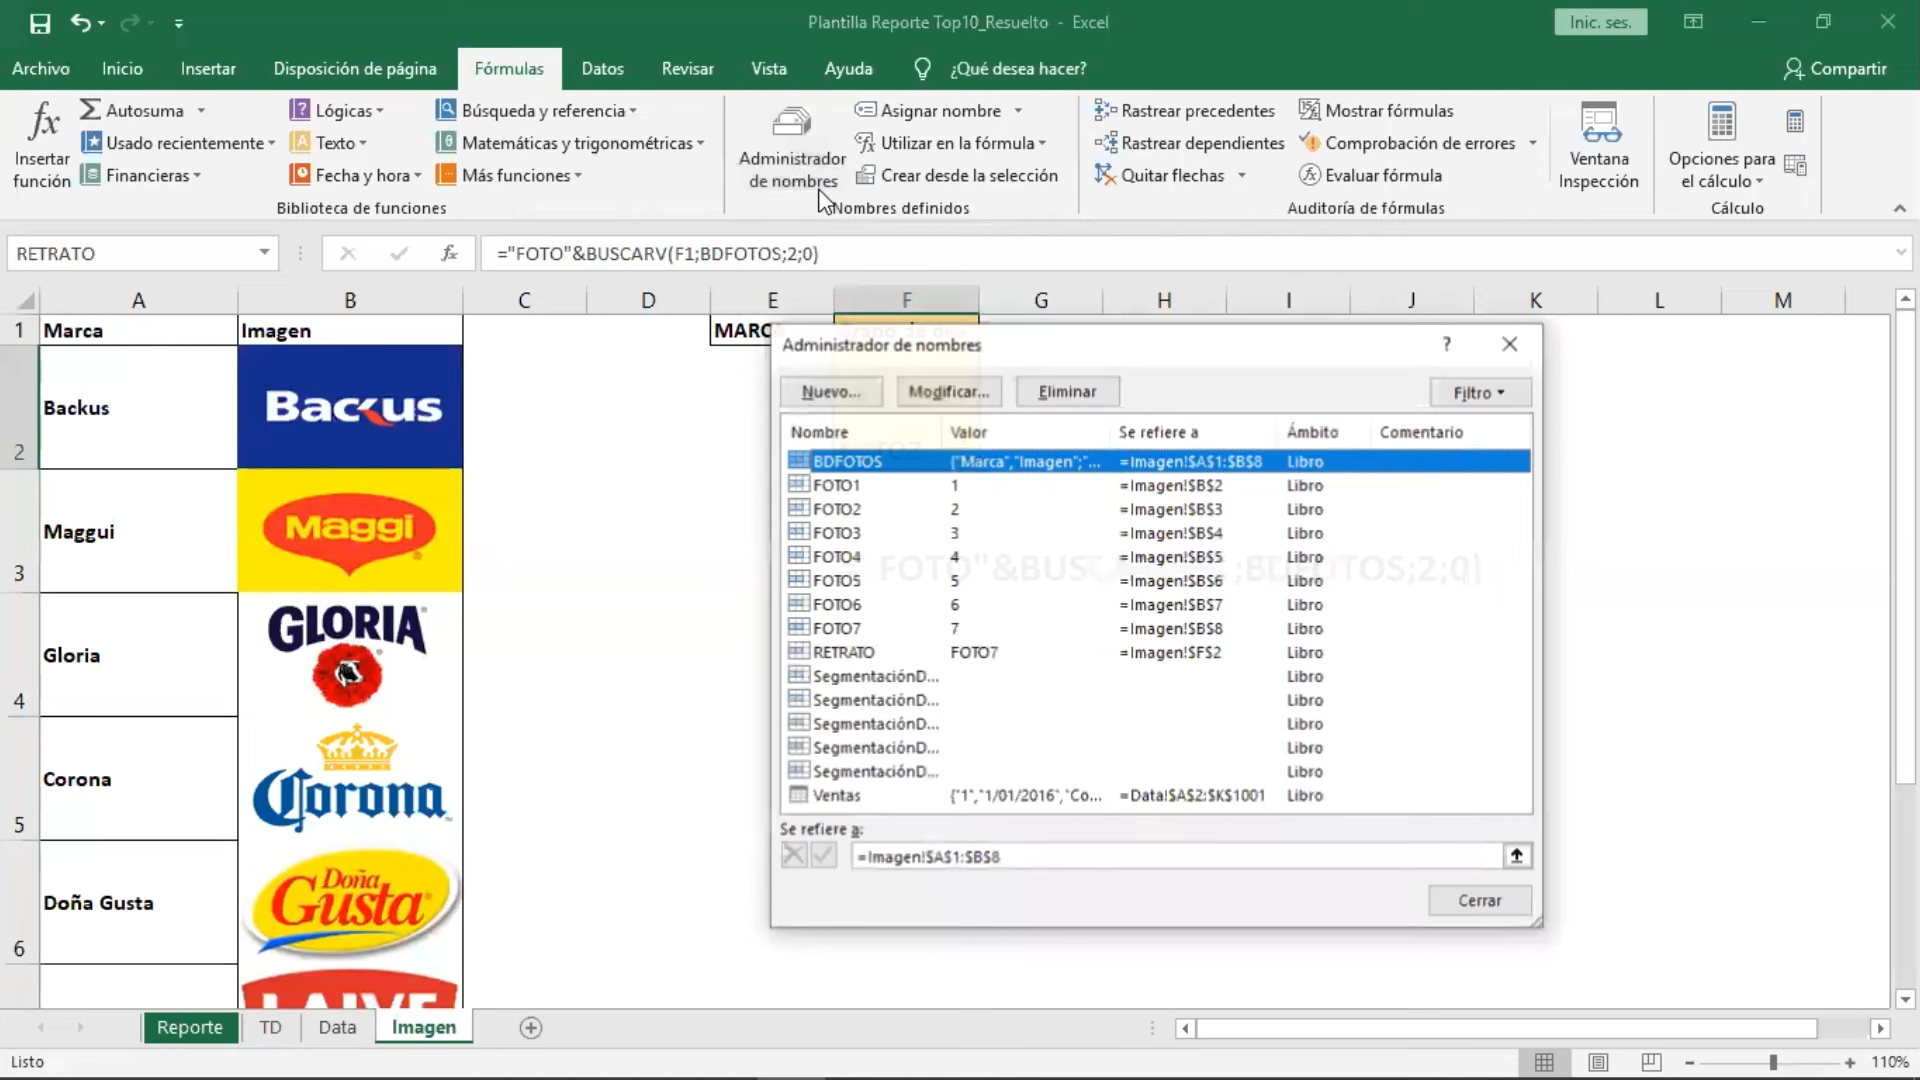 Plantilla Reporte Top10_Resuelto - Excel
Inic. ses.
Archivo Inicio Insertar Disposición de página Fórmulas Datos Revisar Vista Ayuda ¿Qué desea hacer? Compartir
fx
Insertar función
Autosuma
Usado recientemente
Financieras
Lógicas
Texto
Fecha y hora
Búsqueda y referencia
Matemáticas y trigonométricas
Más funciones
Biblioteca de funciones
Administrador de nombres
Asignar nombre
Utilizar en la fórmula
Crear desde la selección
Nombres definidos
Rastrear precedentes
Rastrear dependientes
Quitar flechas
Mostrar fórmulas
Comprobación de errores
Evaluar fórmula
Auditoría de fórmulas
Ventana Inspección
Opciones para el cálculo
Cálculo
RETRATO fx ="FOTO"&BUSCARV(F1;BDFOTOS;2;0)
A B C D E F G H I J K L M
1 Marca Imagen
2 Backus Backus
3 Maggui Maggi
4 Gloria GLORIA
5 Corona Corona
6 Doña Gusta Doña Gusta
LAIVE
Administrador de nombres ?
Nuevo... Modificar... Eliminar Filtro
Nombre Valor Se refiere a Ámbito Comentario
BDFOTOS {"Marca","Imagen";"... =Imagen!$A$1:$B$8 Libro
FOTO1 1 =Imagen!$B$2 Libro
FOTO2 2 =Imagen!$B$3 Libro
FOTO3 3 =Imagen!$B$4 Libro
FOTO4 4 =Imagen!$B$5 Libro
FOTO5 5 =Imagen!$B$6 Libro
FOTO6 6 =Imagen!$B$7 Libro
FOTO7 7 =Imagen!$B$8 Libro
RETRATO FOTO7 =Imagen!$F$2 Libro
SegmentaciónD... Libro
SegmentaciónD... Libro
SegmentaciónD... Libro
SegmentaciónD... Libro
SegmentaciónD... Libro
Ventas {"1","1/01/2016","Co... =Data!$A$2:$K$1001 Libro
Se refiere a:
=Imagen!$A$1:$B$8
Cerrar
Reporte TD Data Imagen
Listo 110%